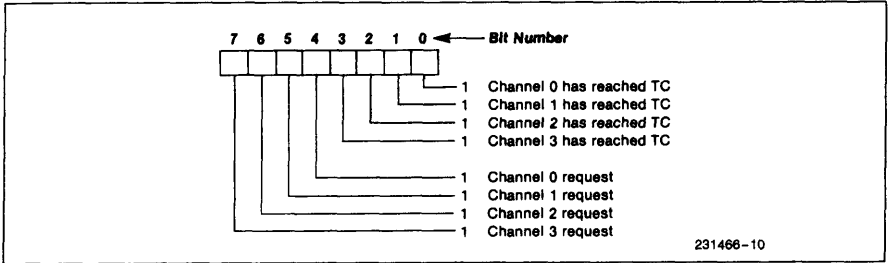 7 6 5 4 3 2 1 0 Bit Number
1 Channel 0 has reached TC
1 Channel 1 has reached TC
1 Channel 2 has reached TC
1 Channel 3 has reached TC
1 Channel 0 request
1 Channel 1 request
1 Channel 2 request
1 Channel 3 request
231466-10